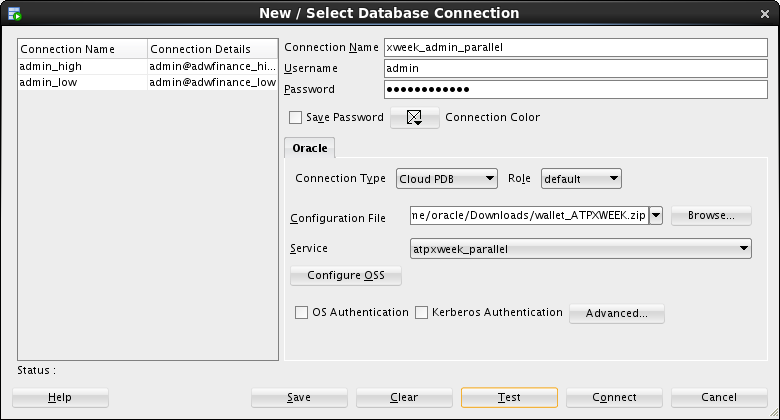 New / Select Database Connection
Connection Name Connection Details
admin_high admin@adwfinance_hi...
admin_low admin@adwfinance_low
Connection Name xweek_admin_parallel
Username admin
Password ●●●●●●●●●●●●
Save Password Connection Color
Oracle
Connection Type Cloud PDB Role default
Configuration File ne/oracle/Downloads/wallet_ATPXWEEK.zip Browse...
Service atpxweek_parallel
Configure OSS
OS Authentication Kerberos Authentication Advanced...
Status :
Help Save Clear Test Connect Cancel